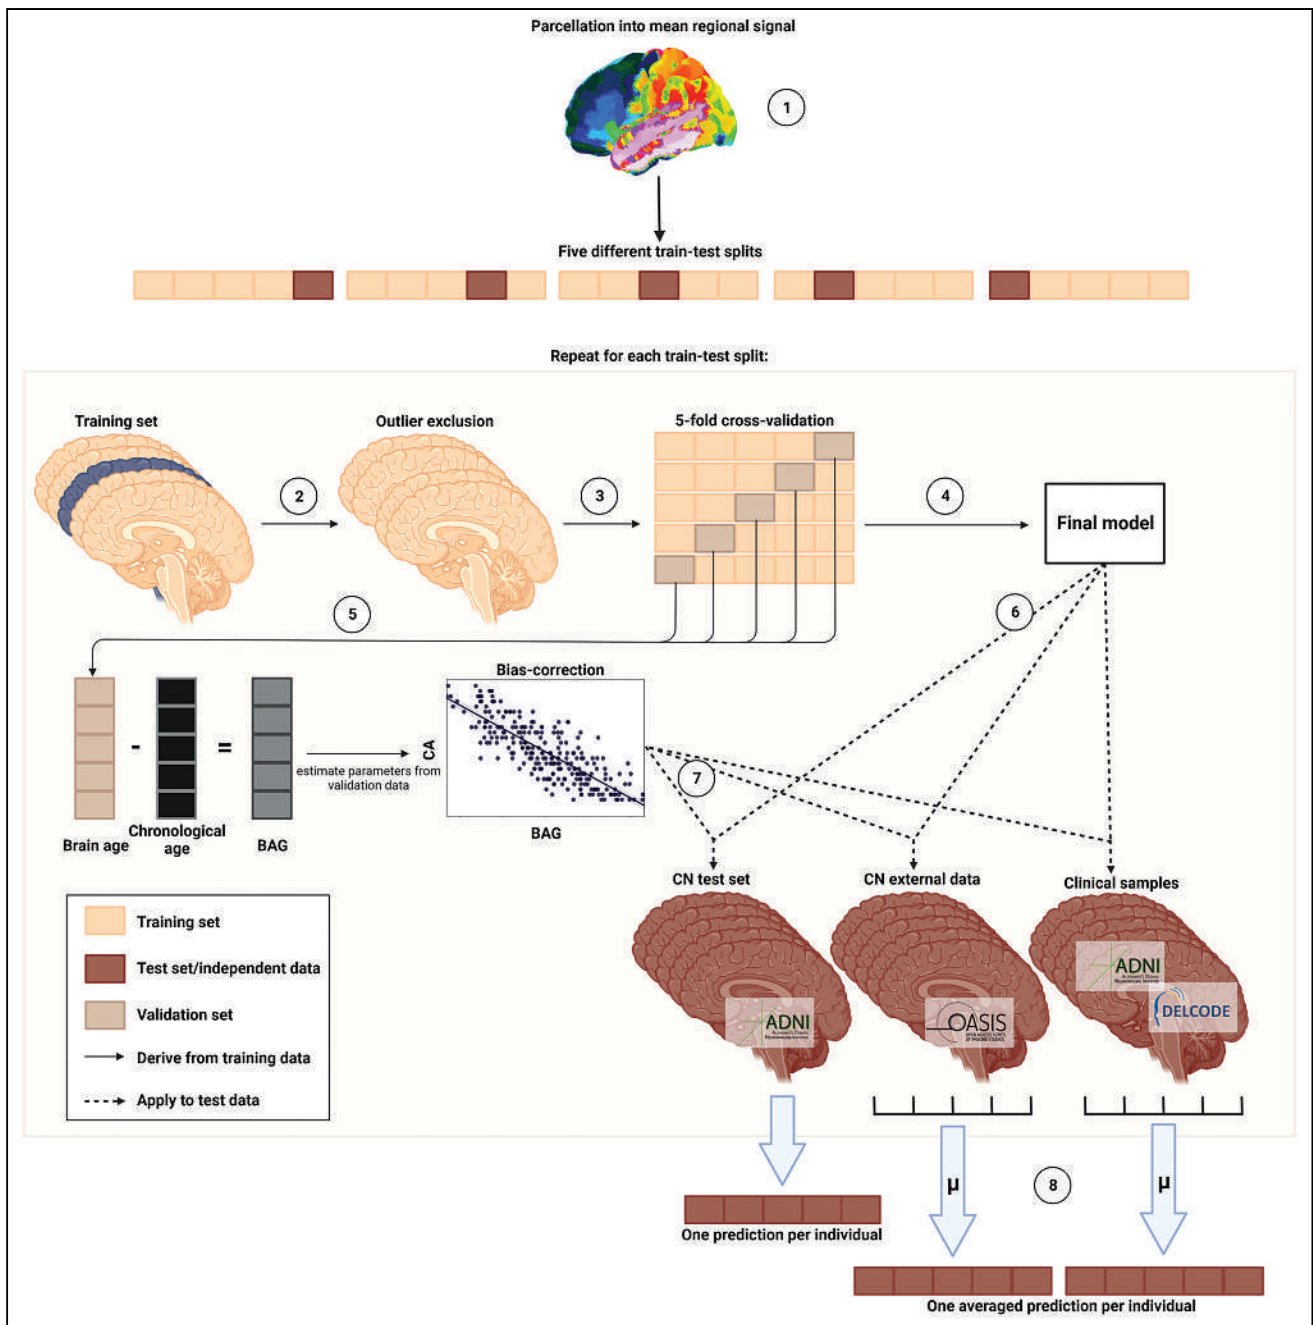 Parcellation into mean regional signal
1
Five different train-test splits
Repeat for each train-test split:
Training set
Outlier exclusion
5-fold cross-validation
2
3
4
Final model
5
6
Bias-correction
-
=
CA
estimate parameters from
validation data
7
BAG
Brain age
Chronological
age
BAG
CN test set
CN external data
Clinical samples
Training set
Test set/independent data
Validation set
Derive from training data
Apply to test data
ADNI
OASIS
ADNI
DELCODE
µ
µ
8
One prediction per individual
One averaged prediction per individual